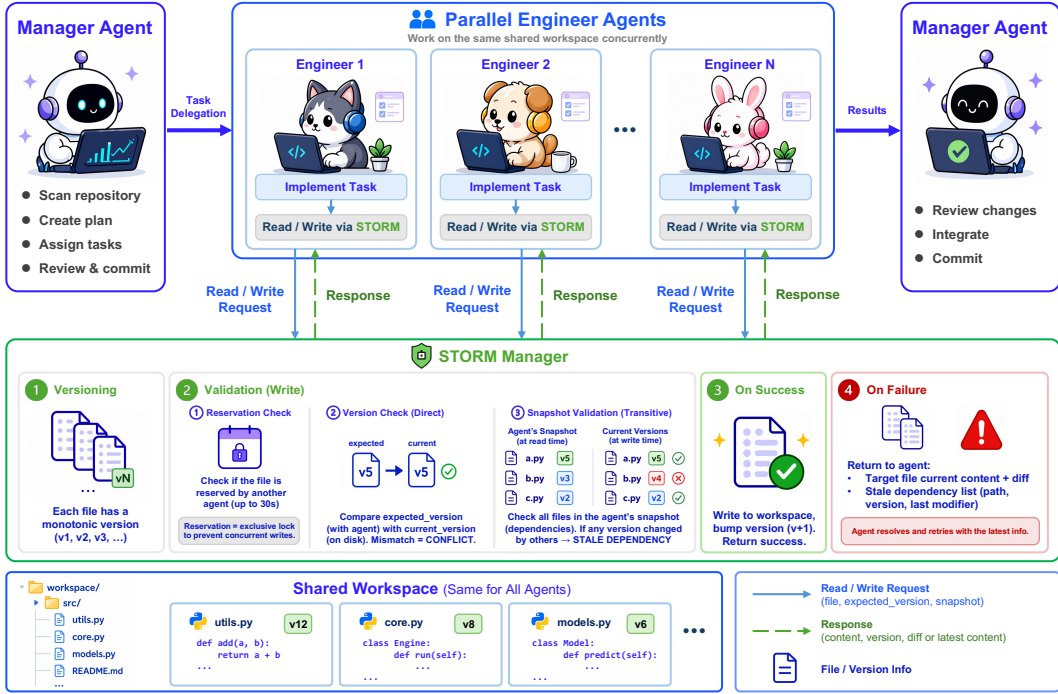 Manager Agent
Scan repository
Create plan
Assign tasks
Review & commit
Task
Delegation
Parallel Engineer Agents
Work on the same shared workspace concurrently
Engineer 1
</>
Implement Task
Read / Write via STORM
Engineer 2
</>
Implement Task
Read / Write via STORM
...
Engineer N
</>
Implement Task
Read / Write via STORM
Results
Manager Agent
Review changes
Integrate
Commit
Read / Write
Request
Response
Read / Write
Request
Response
Read / Write
Request
Response
STORM Manager
1 Versioning
vN
...
Each file has a
monotonic version
(v1, v2, v3, ...)
2 Validation (Write)
1 Reservation Check
Check if the file is
reserved by another
agent (up to 30s)
Reservation = exclusive lock
to prevent concurrent writes.
2 Version Check (Direct)
expected current
v5 v5
Compare expected_version
(with agent) with current_version
(on disk). Mismatch = CONFLICT.
3 Snapshot Validation (Transitive)
Agent's Snapshot
(at read time)
a.py v5
b.py v3
c.py v2
Current Versions
(at write time)
a.py v5
b.py v4
c.py v2
Check all files in the agent's snapshot
(dependencies). If any version changed
by others → STALE DEPENDENCY
3 On Success
Write to workspace,
bump version (v+1).
Return success.
4 On Failure
Return to agent:
• Target file current content + diff
• Stale dependency list (path,
version, last modifier)
Agent resolves and retries with the latest info.
workspace/
src/
utils.py
core.py
models.py
README.md
...
Shared Workspace (Same for All Agents)
utils.py v12
def add(a, b):
return a + b
...
core.py v8
class Engine:
def run(self):
...
...
models.py v6
class Model:
def predict(self):
...
...
...
Read / Write Request
(file, expected_version, snapshot)
Response
(content, version, diff or latest content)
File / Version Info